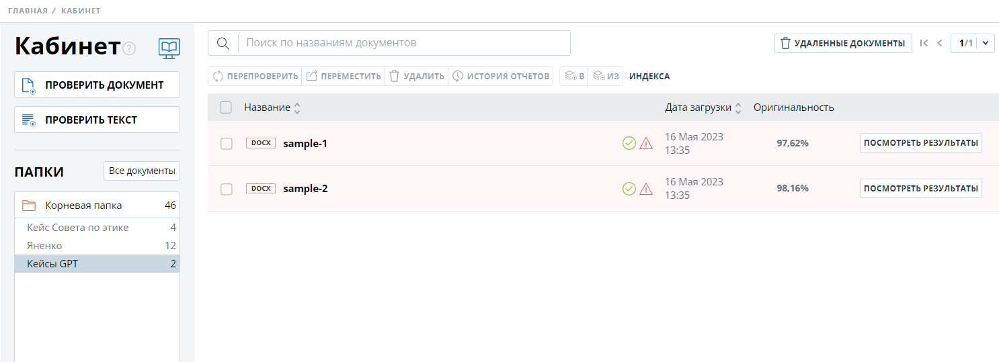 ГЛАВНАЯ / КАБИНЕТ
Кабинет ?
ПРОВЕРИТЬ ДОКУМЕНТ
ПРОВЕРИТЬ ТЕКСТ
ПАПКИ Все документы
Корневая папка 46
Кейс Совета по этике 4
Яненко 12
Кейсы GPT 2
Поиск по названиям документов
УДАЛЕННЫЕ ДОКУМЕНТЫ 1/1
ПЕРЕПРОВЕРИТЬ ПЕРЕМЕСТИТЬ УДАЛИТЬ ИСТОРИЯ ОТЧЕТОВ В ИЗ ИНДЕКСА
Название Дата загрузки Оригинальность
DOCX sample-1 16 Мая 2023 13:35 97,62% ПОСМОТРЕТЬ РЕЗУЛЬТАТЫ
DOCX sample-2 16 Мая 2023 13:35 98,16% ПОСМОТРЕТЬ РЕЗУЛЬТАТЫ